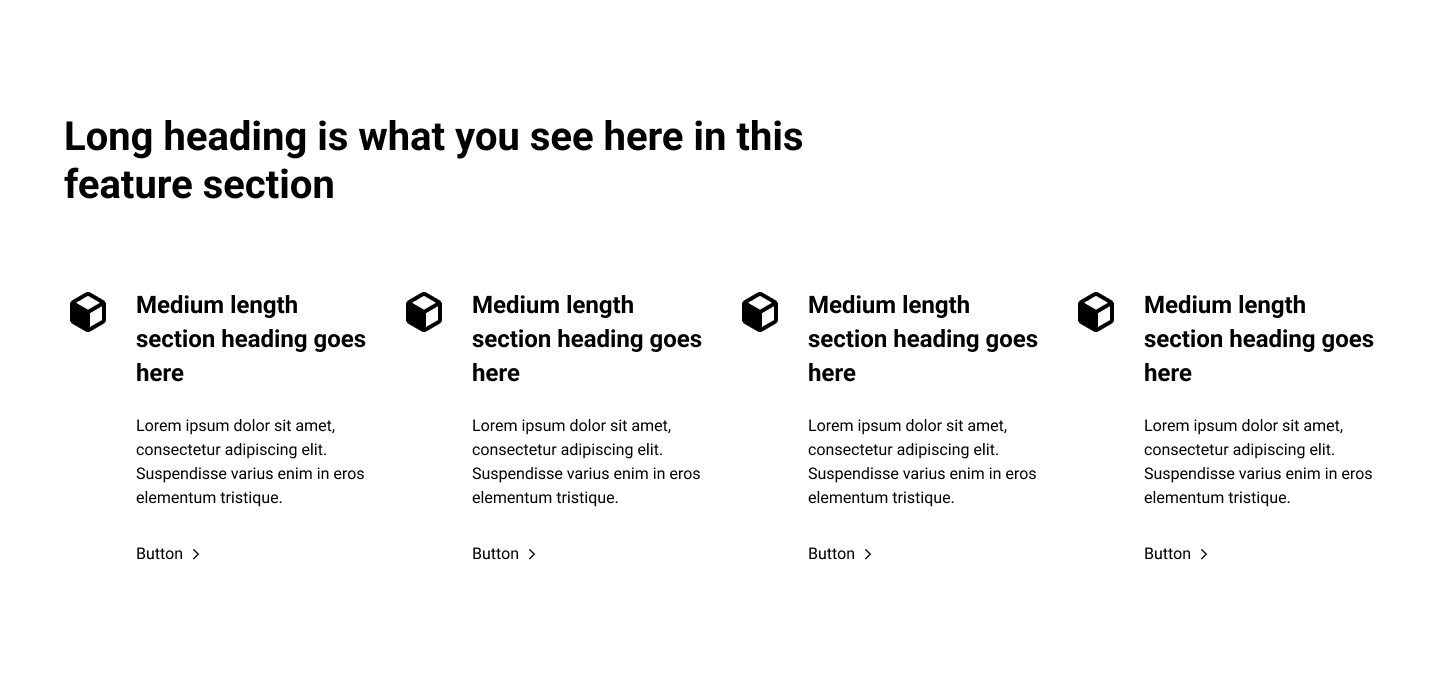 Long heading is what you see here in this
feature section
Medium length
section heading goes
here
Lorem ipsum dolor sit amet,
consectetur adipiscing elit.
Suspendisse varius enim in eros
elementum tristique.
Button
Medium length
section heading goes
here
Lorem ipsum dolor sit amet,
consectetur adipiscing elit.
Suspendisse varius enim in eros
elementum tristique.
Button
Medium length
section heading goes
here
Lorem ipsum dolor sit amet,
consectetur adipiscing elit.
Suspendisse varius enim in eros
elementum tristique.
Button
Medium length
section heading goes
here
Lorem ipsum dolor sit amet,
consectetur adipiscing elit.
Suspendisse varius enim in eros
elementum tristique.
Button